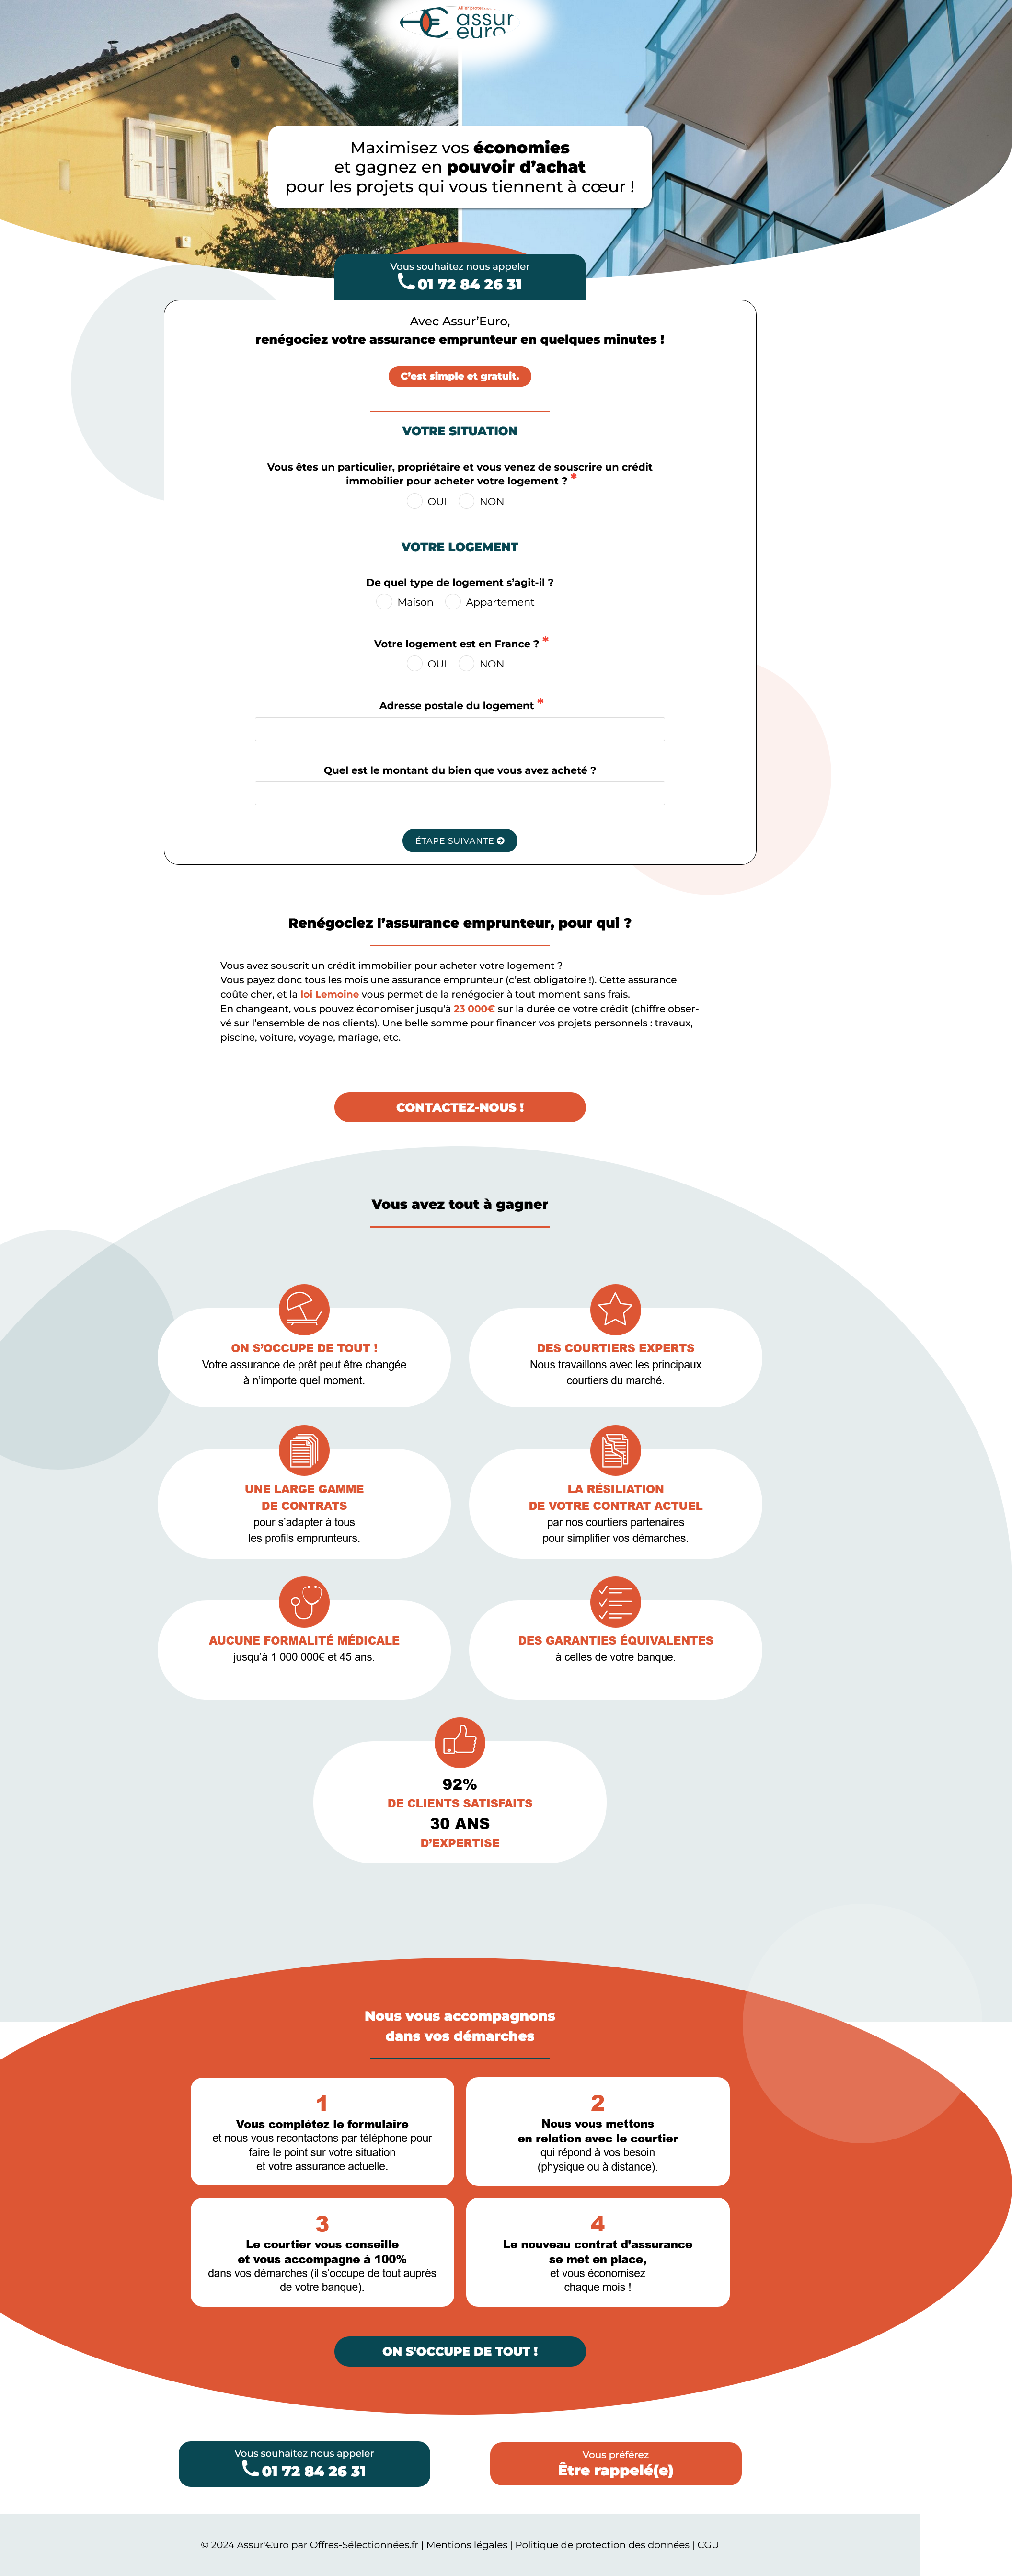 assur
euro
Maximisez vos économies
et gagnez en pouvoir d'achat
pour les projets qui vous tiennent à cœur !
Vous souhaitez nous appeler
01 72 84 26 31
Avec Assur'Euro,
renégociez votre assurance emprunteur en quelques minutes !
C'est simple et gratuit.
VOTRE SITUATION
Vous êtes un particulier, propriétaire et vous venez de souscrire un crédit
immobilier pour acheter votre logement ? *
OUI NON
VOTRE LOGEMENT
De quel type de logement s'agit-il ?
Maison Appartement
Votre logement est en France ? *
OUI NON
Adresse postale du logement *
Quel est le montant du bien que vous avez acheté ?
ÉTAPE SUIVANTE
Renégociez l'assurance emprunteur, pour qui ?
Vous avez souscrit un crédit immobilier pour acheter votre logement ?
Vous payez donc tous les mois une assurance emprunteur (c'est obligatoire !). Cette assurance
coûte cher, et la loi Lemoine vous permet de la renégocier à tout moment sans frais.
En changeant, vous pouvez économiser jusqu'à 23 000€ sur la durée de votre crédit (chiffre obser-
vé sur l'ensemble de nos clients). Une belle somme pour financer vos projets personnels : travaux,
piscine, voiture, voyage, mariage, etc.
CONTACTEZ-NOUS !
Vous avez tout à gagner
ON S'OCCUPE DE TOUT !
Votre assurance de prêt peut être changée
à n'importe quel moment.
DES COURTIERS EXPERTS
Nous travaillons avec les principaux
courtiers du marché.
UNE LARGE GAMME
DE CONTRATS
pour s'adapter à tous
les profils emprunteurs.
LA RÉSILIATION
DE VOTRE CONTRAT ACTUEL
par nos courtiers partenaires
pour simplifier vos démarches.
AUCUNE FORMALITÉ MÉDICALE
jusqu'à 1 000 000€ et 45 ans.
DES GARANTIES ÉQUIVALENTES
à celles de votre banque.
92%
DE CLIENTS SATISFAITS
30 ANS
D'EXPERTISE
Nous vous accompagnons
dans vos démarches
1
Vous complétez le formulaire
et nous vous recontactons par téléphone pour
faire le point sur votre situation
et votre assurance actuelle.
2
Nous vous mettons
en relation avec le courtier
qui répond à vos besoin
(physique ou à distance).
3
Le courtier vous conseille
et vous accompagne à 100%
dans vos démarches (il s'occupe de tout auprès
de votre banque).
4
Le nouveau contrat d'assurance
se met en place,
et vous économisez
chaque mois !
ON S'OCCUPE DE TOUT !
Vous souhaitez nous appeler
01 72 84 26 31
Vous préférez
Être rappelé(e)
© 2024 Assur'€uro par Offres-Sélectionnées.fr | Mentions légales | Politique de protection des données | CGU